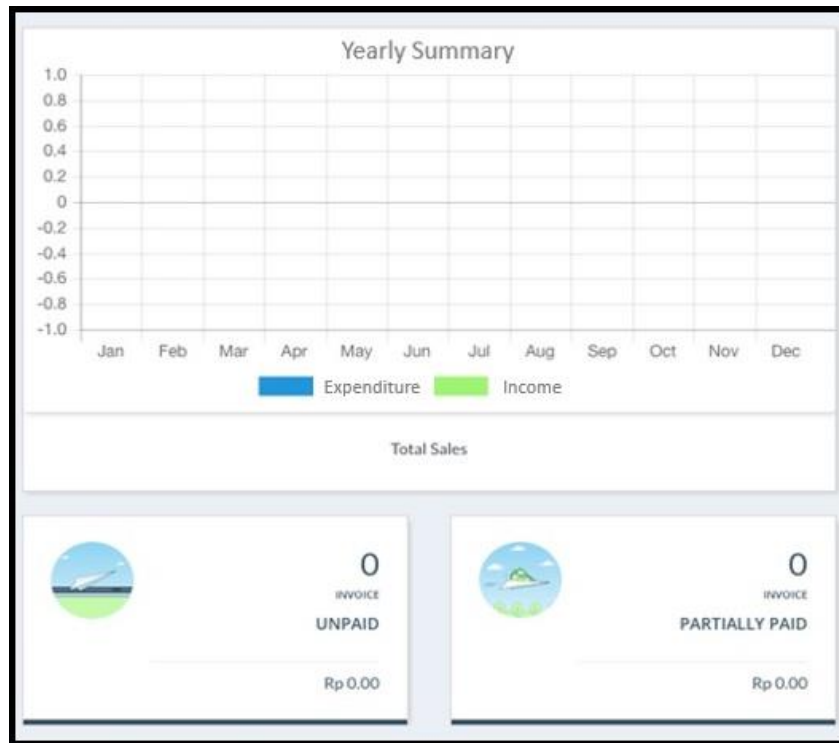 Yearly Summary
1.0
0.8
0.6
0.4
0.2
0
-0.2
-0.4
-0.6
-0.8
-1.0
Jan Feb Mar Apr May Jun Jul Aug Sep Oct Nov Dec
Expenditure Income
Total Sales
0
INVOICE
UNPAID
Rp 0.00
0
INVOICE
PARTIALLY PAID
Rp 0.00